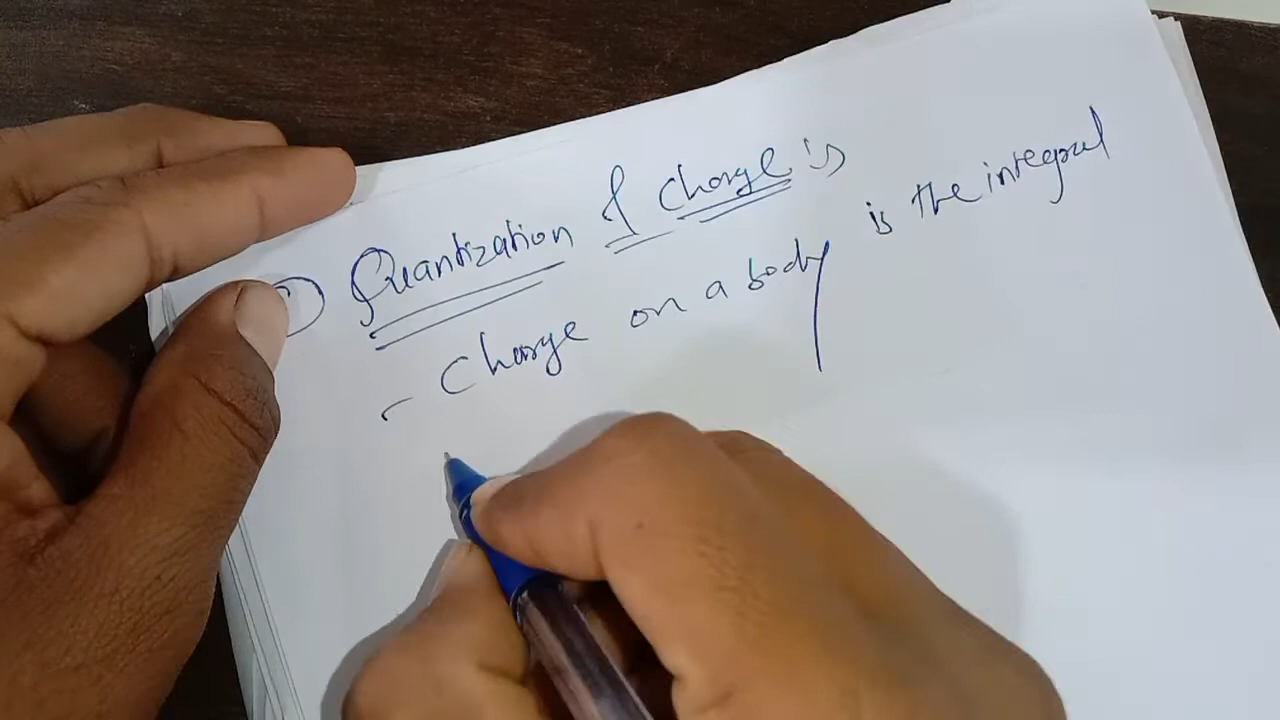 Quantization of Charge is
- Charge on a body is the integral